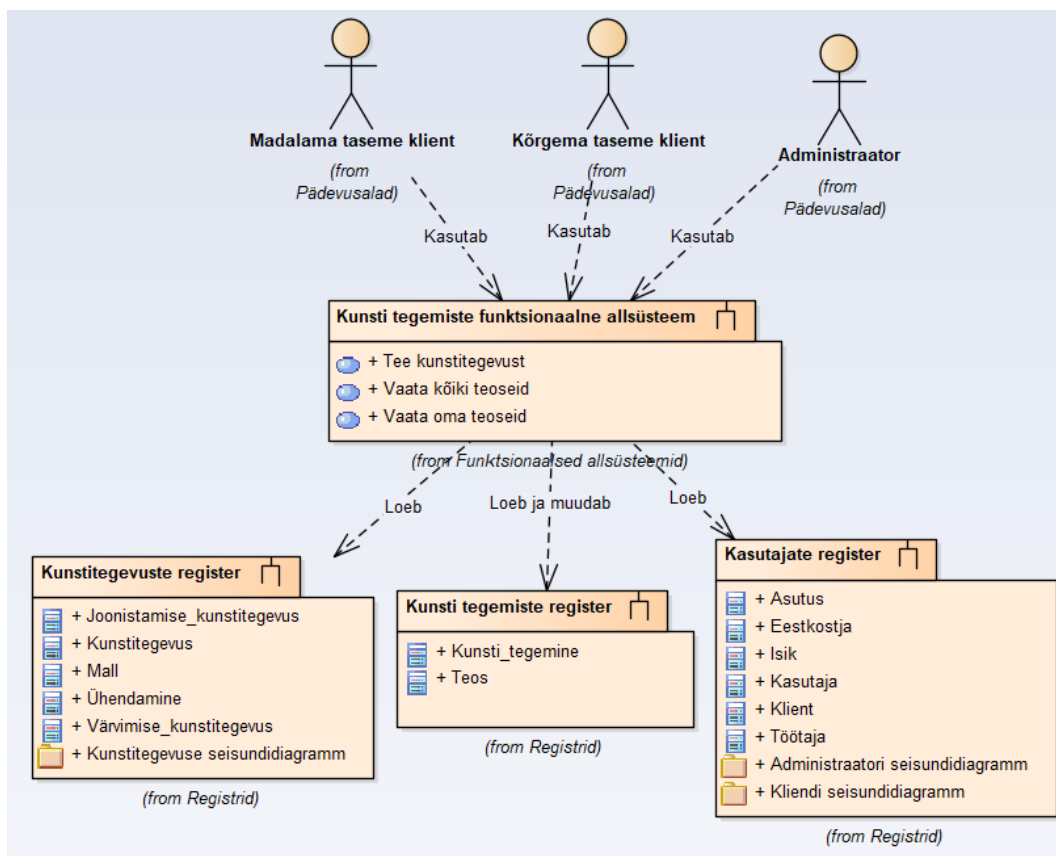 Madalama taseme klient
(from
Pädevusalad)
Kõrgema taseme klient
(from
Pädevusalad)
Administraator
(from
Pädevusalad)
Kasutab
Kasutab
Kasutab
Kunsti tegemiste funktsionaalne allsüsteem
+ Tee kunstitegevust
+ Vaata kõiki teoseid
+ Vaata oma teoseid
(from Funktsionaalsed allsüsteemid)
Loeb
Loeb ja muudab
Loeb
Kunstitegevuste register
+ Joonistamise_kunstitegevus
+ Kunstitegevus
+ Mall
+ Ühendamine
+ Värvimise_kunstitegevus
+ Kunstitegevuse seisundidiagramm
(from Registrid)
Kunsti tegemiste register
+ Kunsti_tegemine
+ Teos
(from Registrid)
Kasutajate register
+ Asutus
+ Eestkostja
+ Isik
+ Kasutaja
+ Klient
+ Töötaja
+ Administraatori seisundidiagramm
+ Kliendi seisundidiagramm
(from Registrid)